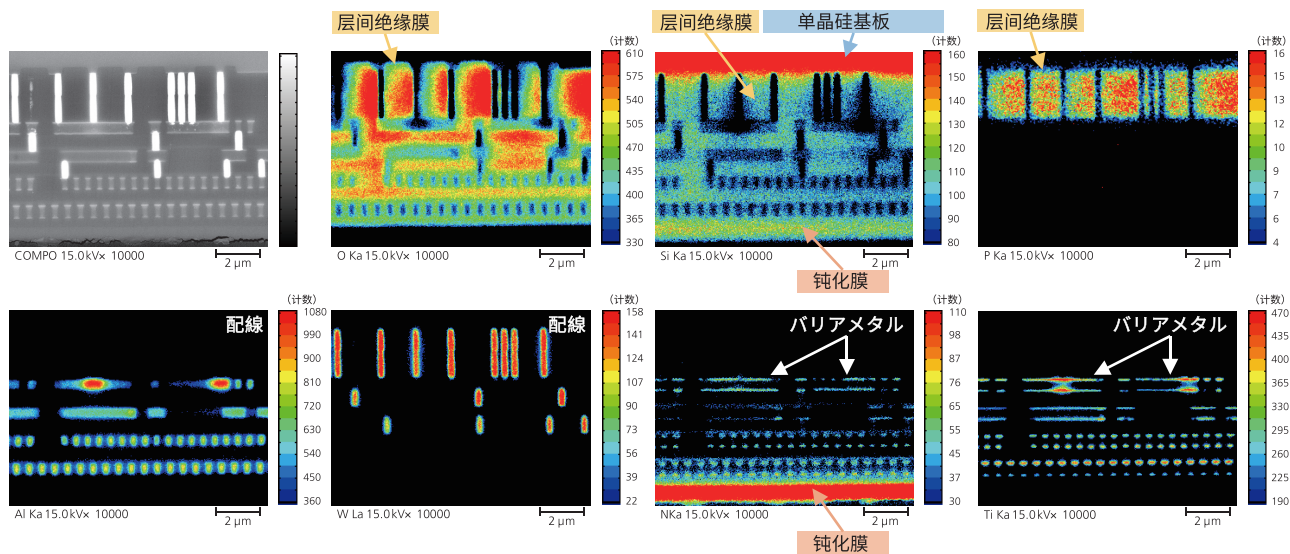 层间绝缘膜
层间绝缘膜
单晶硅基板
层间绝缘膜
(计数)
610
575
540
505
470
435
400
365
330
(计数)
160
150
140
130
120
110
100
90
80
(计数)
16
15
13
12
10
9
7
6
4
COMPO 15.0kV× 10000
2 μm
O Ka 15.0kV× 10000
2 μm
Si Ka 15.0kV× 10000
2 μm
P Ka 15.0kV× 10000
2 μm
钝化膜
配線
(计数)
1080
990
900
810
720
630
540
450
360
配線
(计数)
158
141
124
107
90
73
56
39
22
バリアメタル
(计数)
110
98
87
76
65
55
45
37
30
バリアメタル
(计数)
470
435
400
365
330
295
260
225
190
Al Ka 15.0kV× 10000
2 μm
W La 15.0kV× 10000
2 μm
NKa 15.0kV× 10000
2 μm
Ti Ka 15.0kV× 10000
2 μm
钝化膜